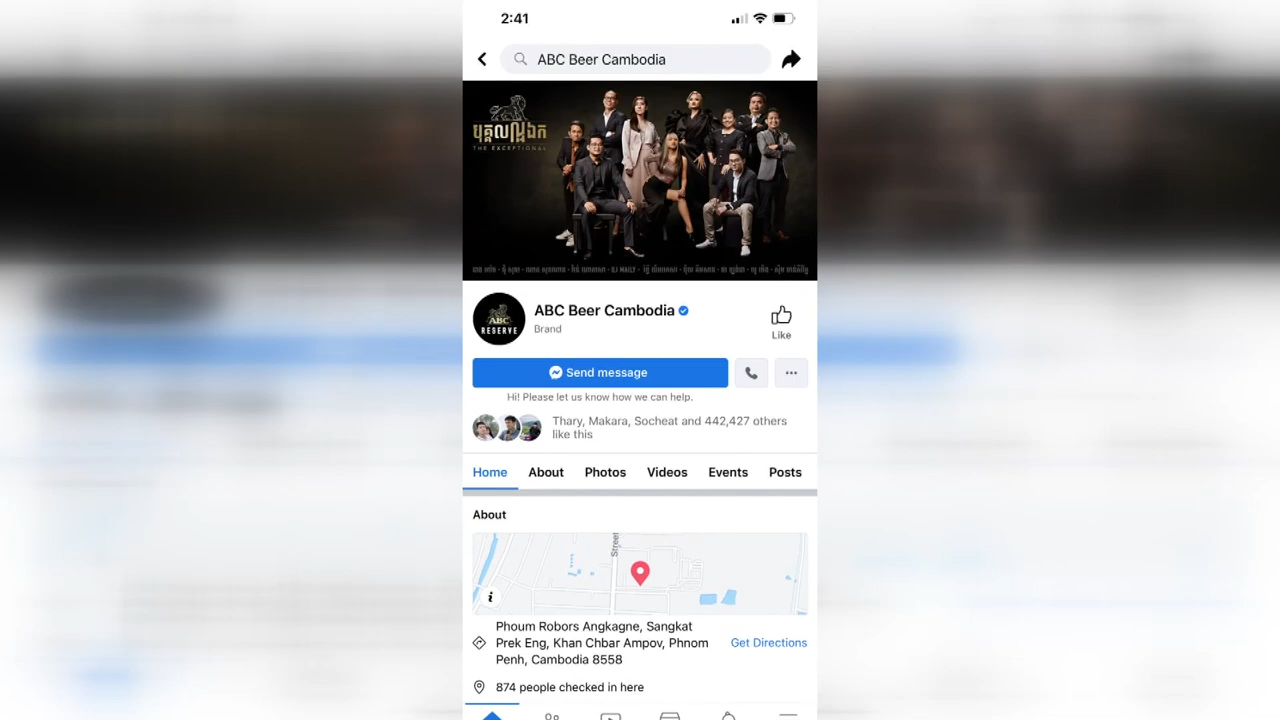 2:41
ABC Beer Cambodia
បុគ្គលឯក
THE EXCEPTIONAL
ABC
RESERVE
ABC Beer Cambodia
Brand
Like
Send message
Hi! Please let us know how we can help.
Thary, Makara, Socheat and 442,427 others
like this
Home About Photos Videos Events Posts
About
Street
Phoum Robors Angkagne, Sangkat
Prek Eng, Khan Chbar Ampov, Phnom
Penh, Cambodia 8558
Get Directions
874 people checked in here